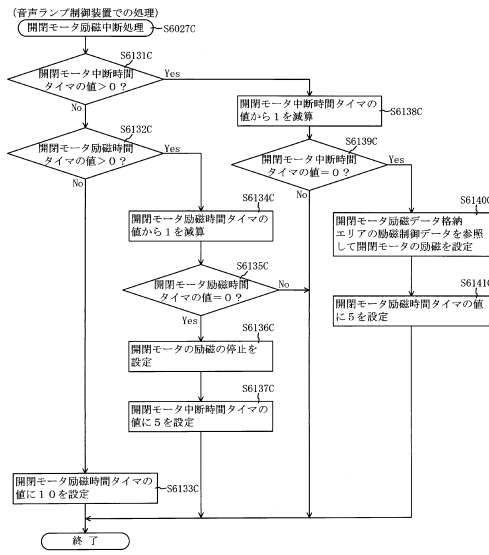 (音声ランプ制御装置での処理)
開閉モータ励磁中断処理
S6027C
S6131C
開閉モータ中断時間
タイマの値>0?
Yes
No
S6138C
開閉モータ中断時間タイマの
値から1を減算
S6132C
開閉モータ励磁時間
タイマの値>0?
Yes
No
S6139C
開閉モータ中断時間
タイマの値=0?
Yes
No
S6134C
開閉モータ励磁時間タイマの
値から1を減算
S6140C
開閉モータ励磁データ格納
エリアの励磁制御データを参照
して開閉モータの励磁を設定
S6135C
開閉モータ励磁時間
タイマの値=0?
No
Yes
S6141C
開閉モータ励磁時間タイマの値
に5を設定
S6136C
開閉モータの励磁の停止を
設定
S6137C
開閉モータ中断時間タイマの
値に5を設定
開閉モータ励磁時間タイマの
値に10を設定
S6133C
終了